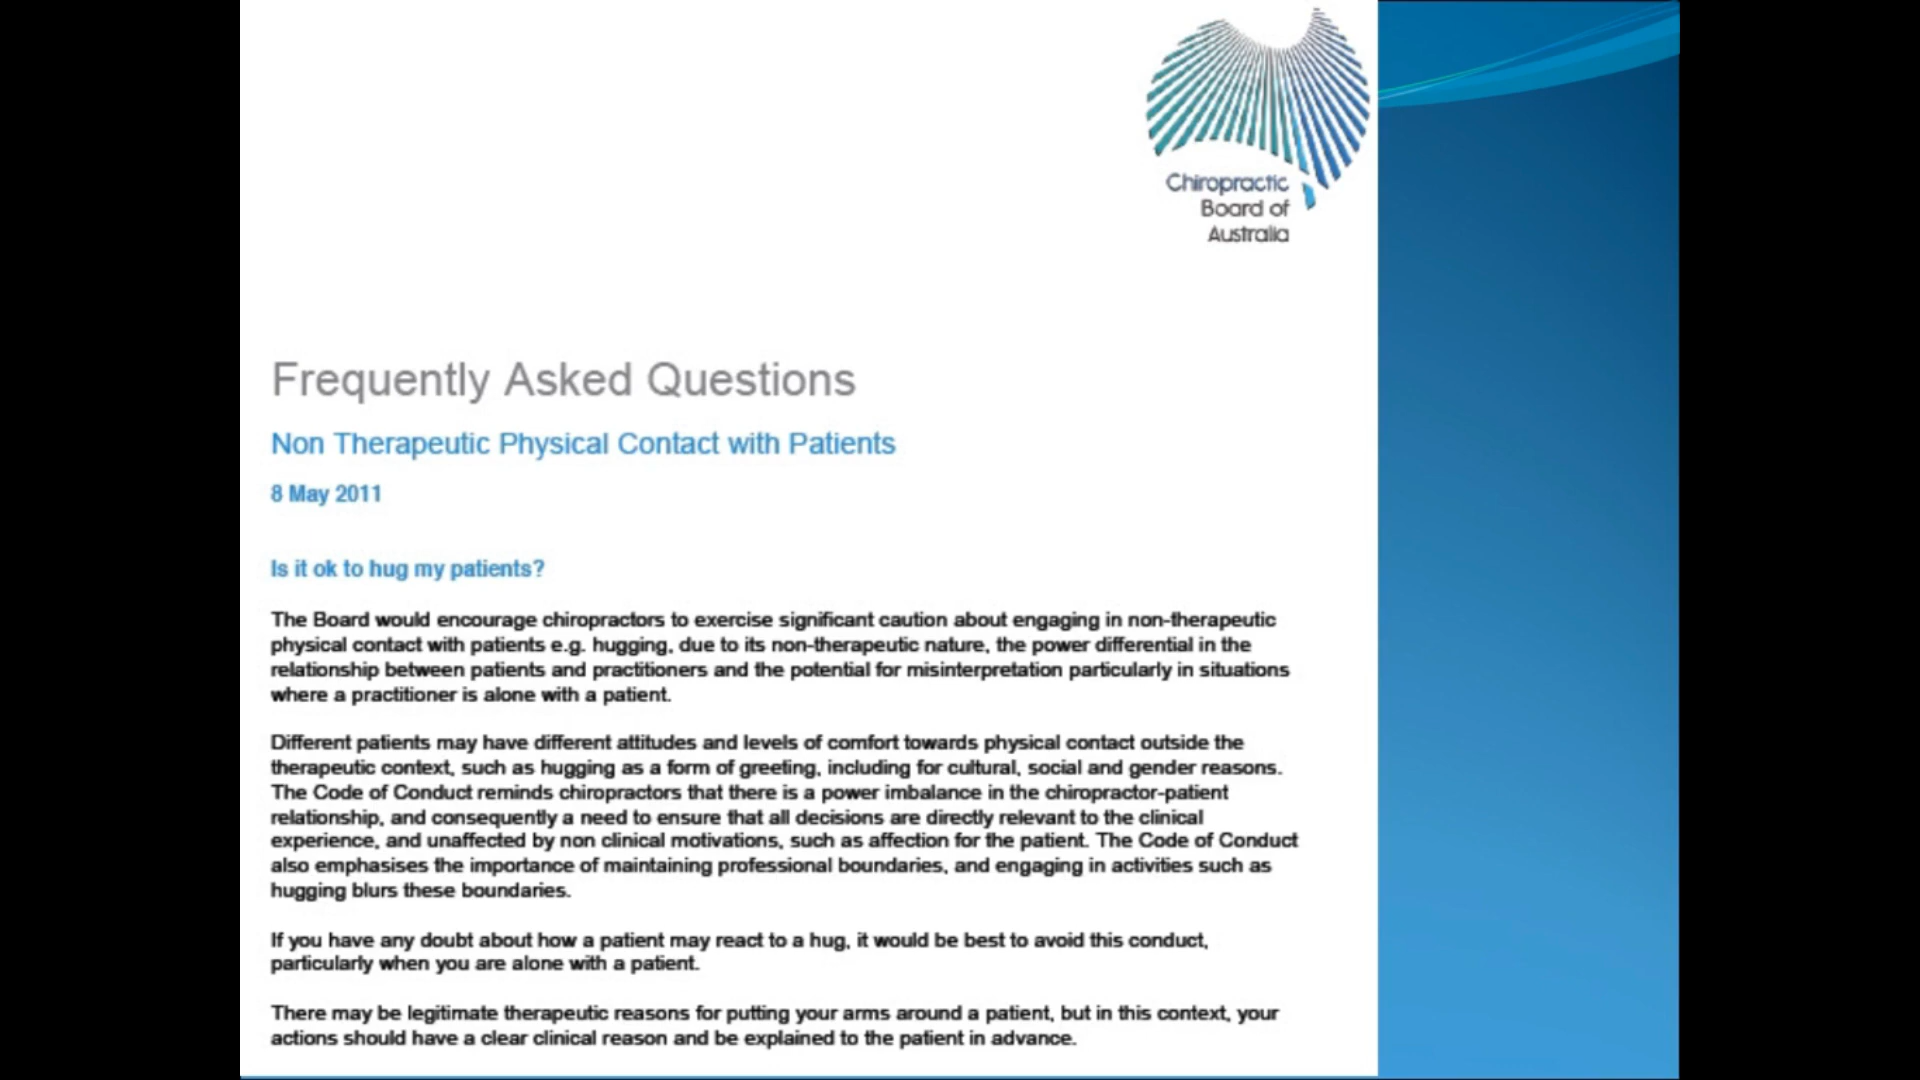 Chiropractic
Board of
Australia
Frequently Asked Questions
Non Therapeutic Physical Contact with Patients
8 May 2011
Is it ok to hug my patients?
The Board would encourage chiropractors to exercise significant caution about engaging in non-therapeutic
physical contact with patients e.g. hugging, due to its non-therapeutic nature, the power differential in the
relationship between patients and practitioners and the potential for misinterpretation particularly in situations
where a practitioner is alone with a patient.
Different patients may have different attitudes and levels of comfort towards physical contact outside the
therapeutic context, such as hugging as a form of greeting, including for cultural, social and gender reasons.
The Code of Conduct reminds chiropractors that there is a power imbalance in the chiropractor-patient
relationship, and consequently a need to ensure that all decisions are directly relevant to the clinical
experience, and unaffected by non clinical motivations, such as affection for the patient. The Code of Conduct
also emphasises the importance of maintaining professional boundaries, and engaging in activities such as
hugging blurs these boundaries.
If you have any doubt about how a patient may react to a hug, it would be best to avoid this conduct,
particularly when you are alone with a patient.
There may be legitimate therapeutic reasons for putting your arms around a patient, but in this context, your
actions should have a clear clinical reason and be explained to the patient in advance.